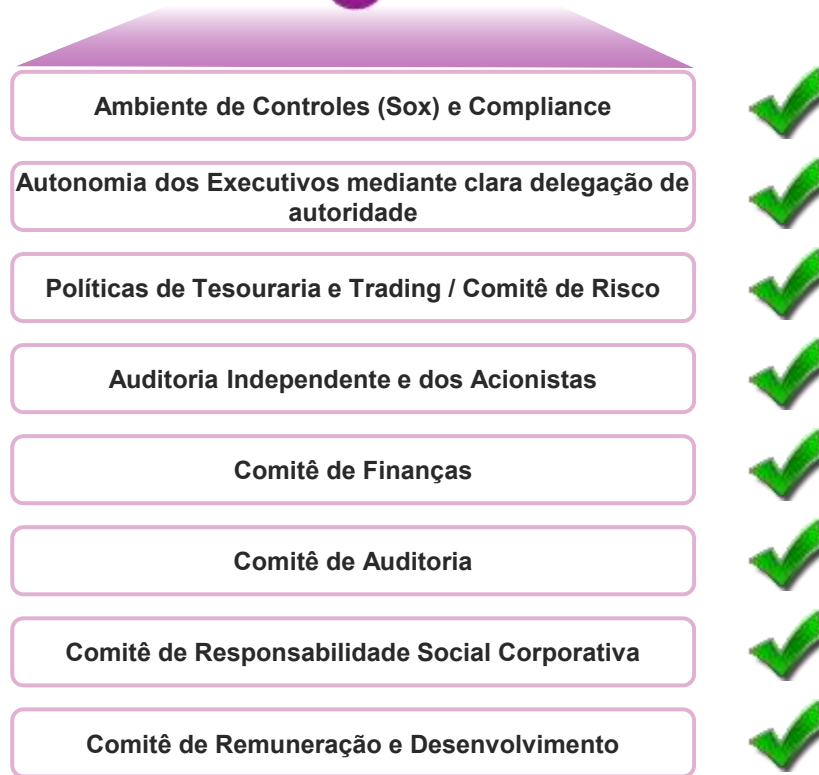 Ambiente de Controles (Sox) e Compliance
Autonomia dos Executivos mediante clara delegação de
autoridade
Políticas de Tesouraria e Trading / Comitê de Risco
Auditoria Independente e dos Acionistas
Comitê de Finanças
Comitê de Auditoria
Comitê de Responsabilidade Social Corporativa
Comitê de Remuneração e Desenvolvimento